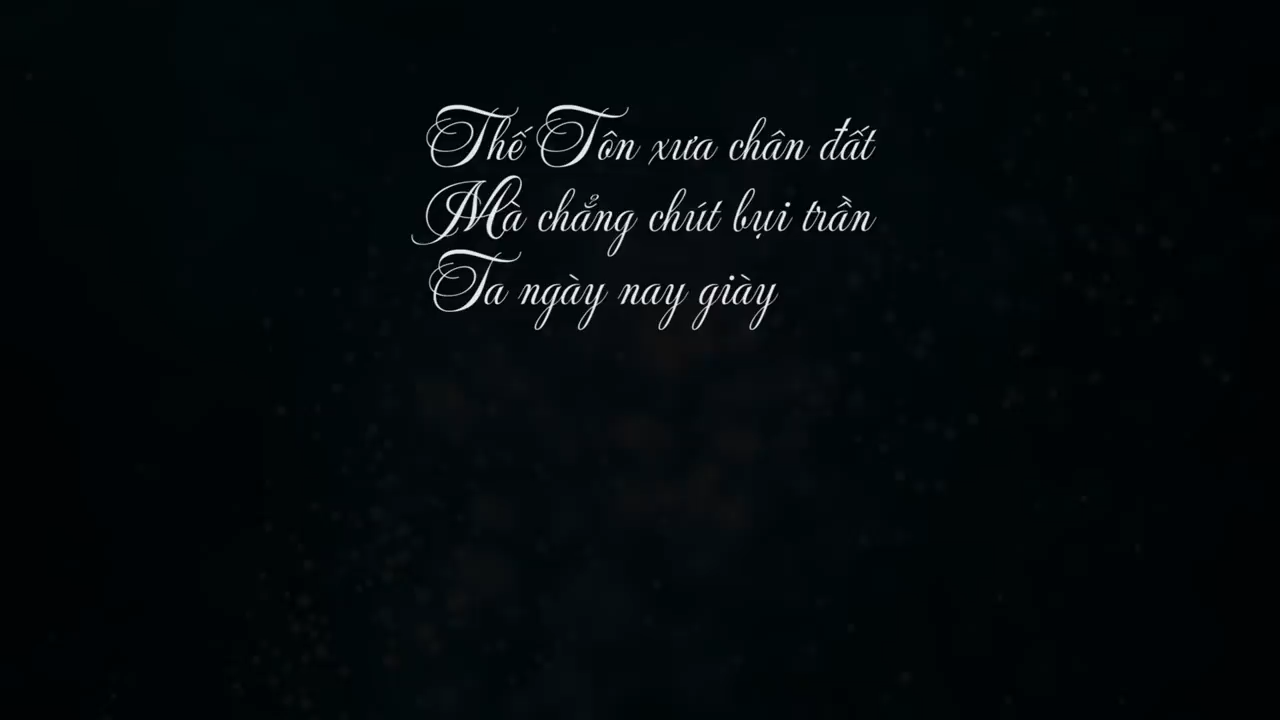 Thế Tôn xưa chân đất
Mà chẳng chút bụi trần
Ta ngày nay giày